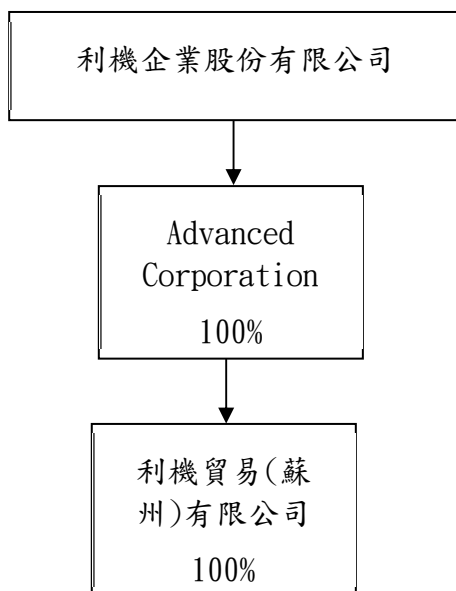 利機企業股份有限公司
Advanced
Corporation
100%
利機貿易(蘇
州)有限公司
100%